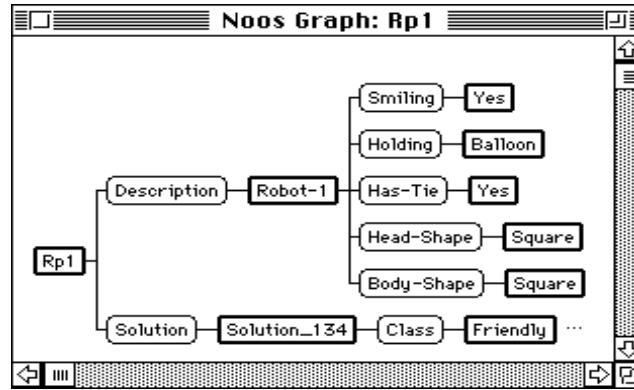 Noos Graph: Rp1
Smiling Yes
Holding Balloon
Description Robot-1 Has-Tie Yes
Head-Shape Square
Rp1
Body-Shape Square
Solution Solution_134 Class Friendly ...